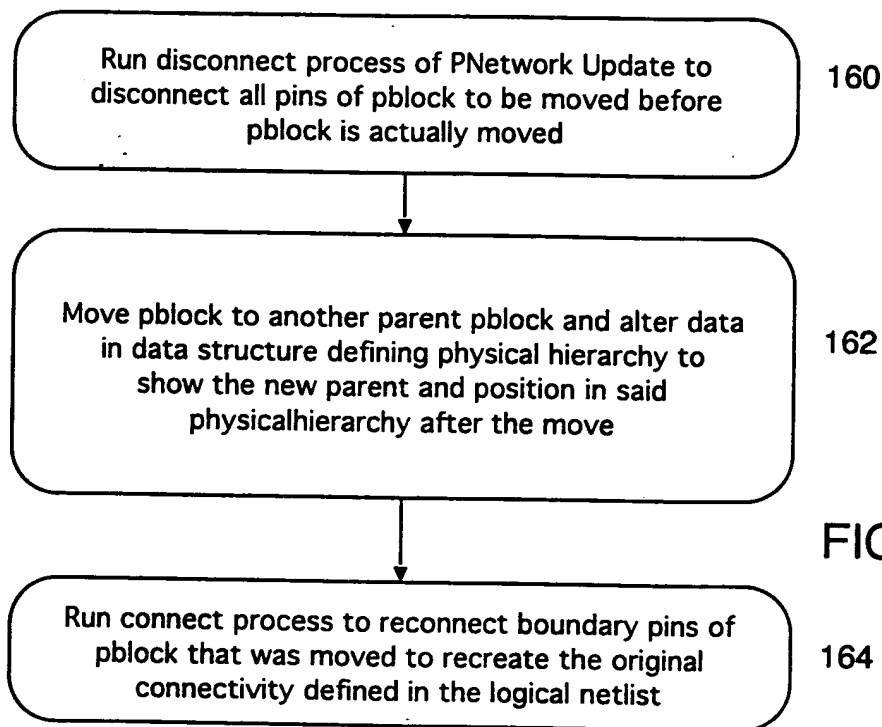 Run disconnect process of PNetwork Update to
disconnect all pins of pblock to be moved before
pblock is actually moved
160
Move pblock to another parent pblock and alter data
in data structure defining physical hierarchy to
show the new parent and position in said
physicalhierarchy after the move
162
FIG
Run connect process to reconnect boundary pins of
pblock that was moved to recreate the original
connectivity defined in the logical netlist
164